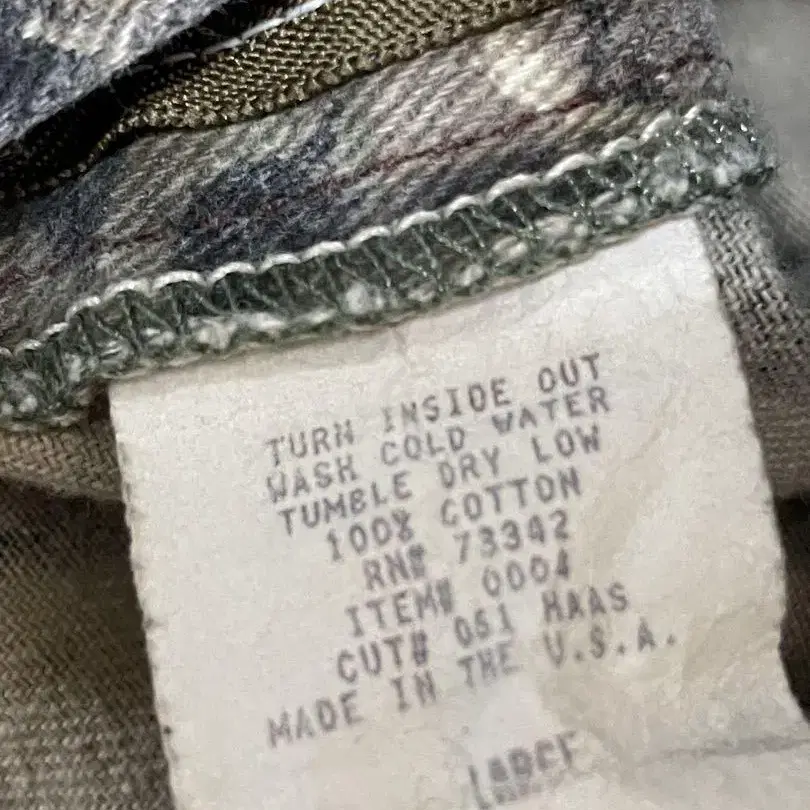 TURN INSIDE OUT
WASH COLD WATER
TUMBLE DRY LOW
100% COTTON
RN# 73342
ITEM# 0004
CUT# 051 HAAS
MADE IN THE U.S.A.
LARGE